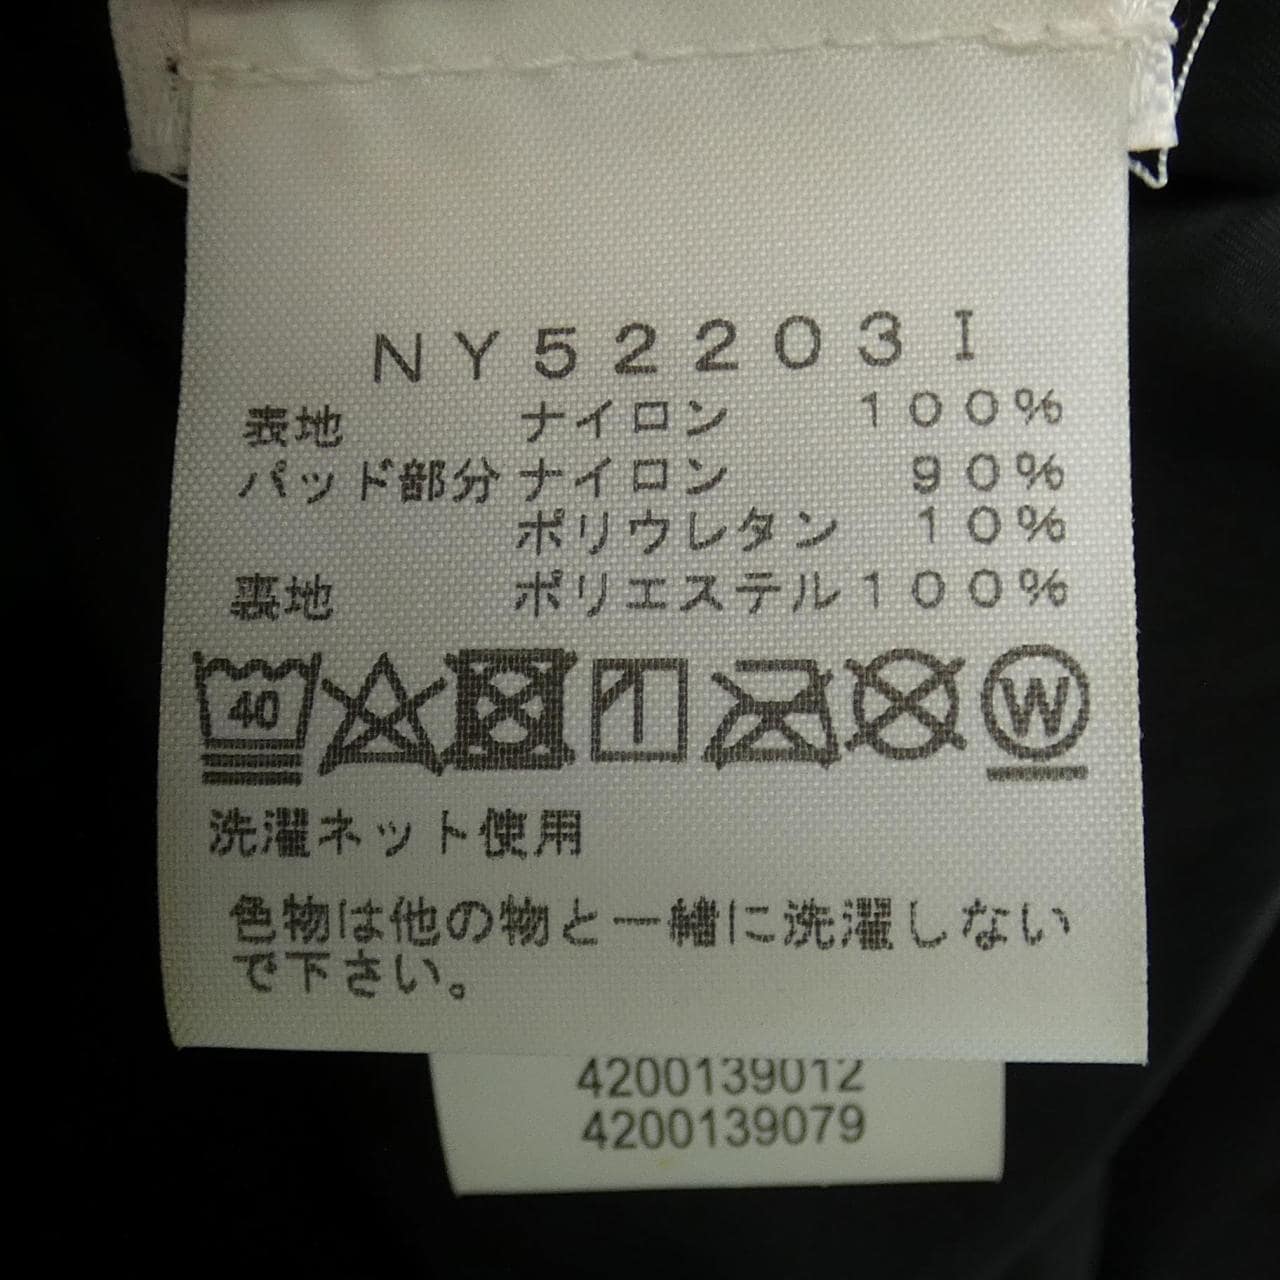 NY52203I
表地 ナイロン 100%
パッド部分 ナイロン 90%
ポリウレタン 10%
裏地 ポリエステル 100%
40
W
洗濯ネット使用
色物は他の物と一緒に洗濯しない
で下さい。
4200139012
4200139079